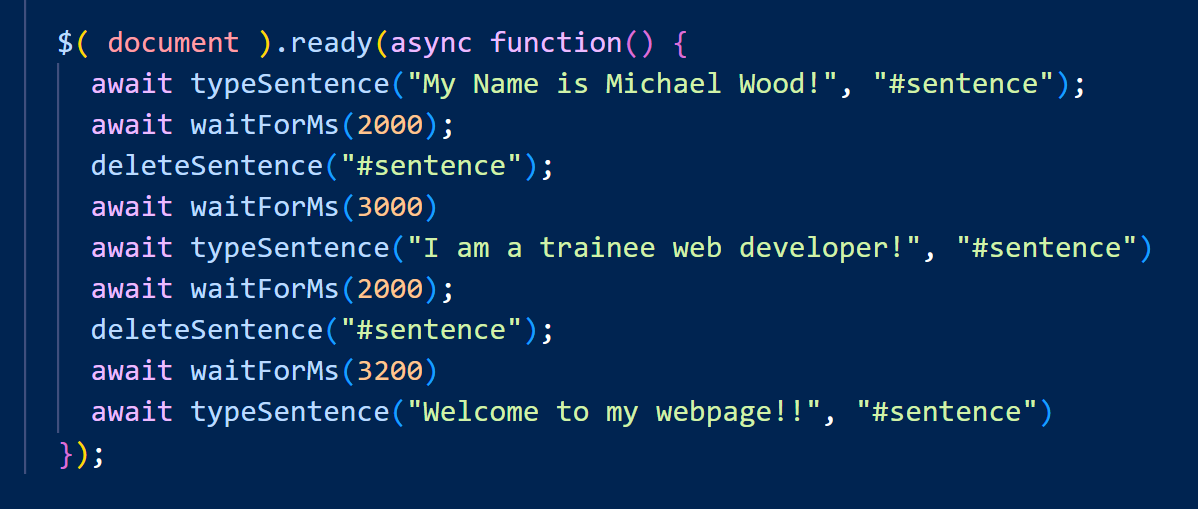 $( document ).ready(async function() {
  await typeSentence("My Name is Michael Wood!", "#sentence");
  await waitForMs(2000);
  deleteSentence("#sentence");
  await waitForMs(3000)
  await typeSentence("I am a trainee web developer!", "#sentence")
  await waitForMs(2000);
  deleteSentence("#sentence");
  await waitForMs(3200)
  await typeSentence("Welcome to my webpage!!", "#sentence")
});